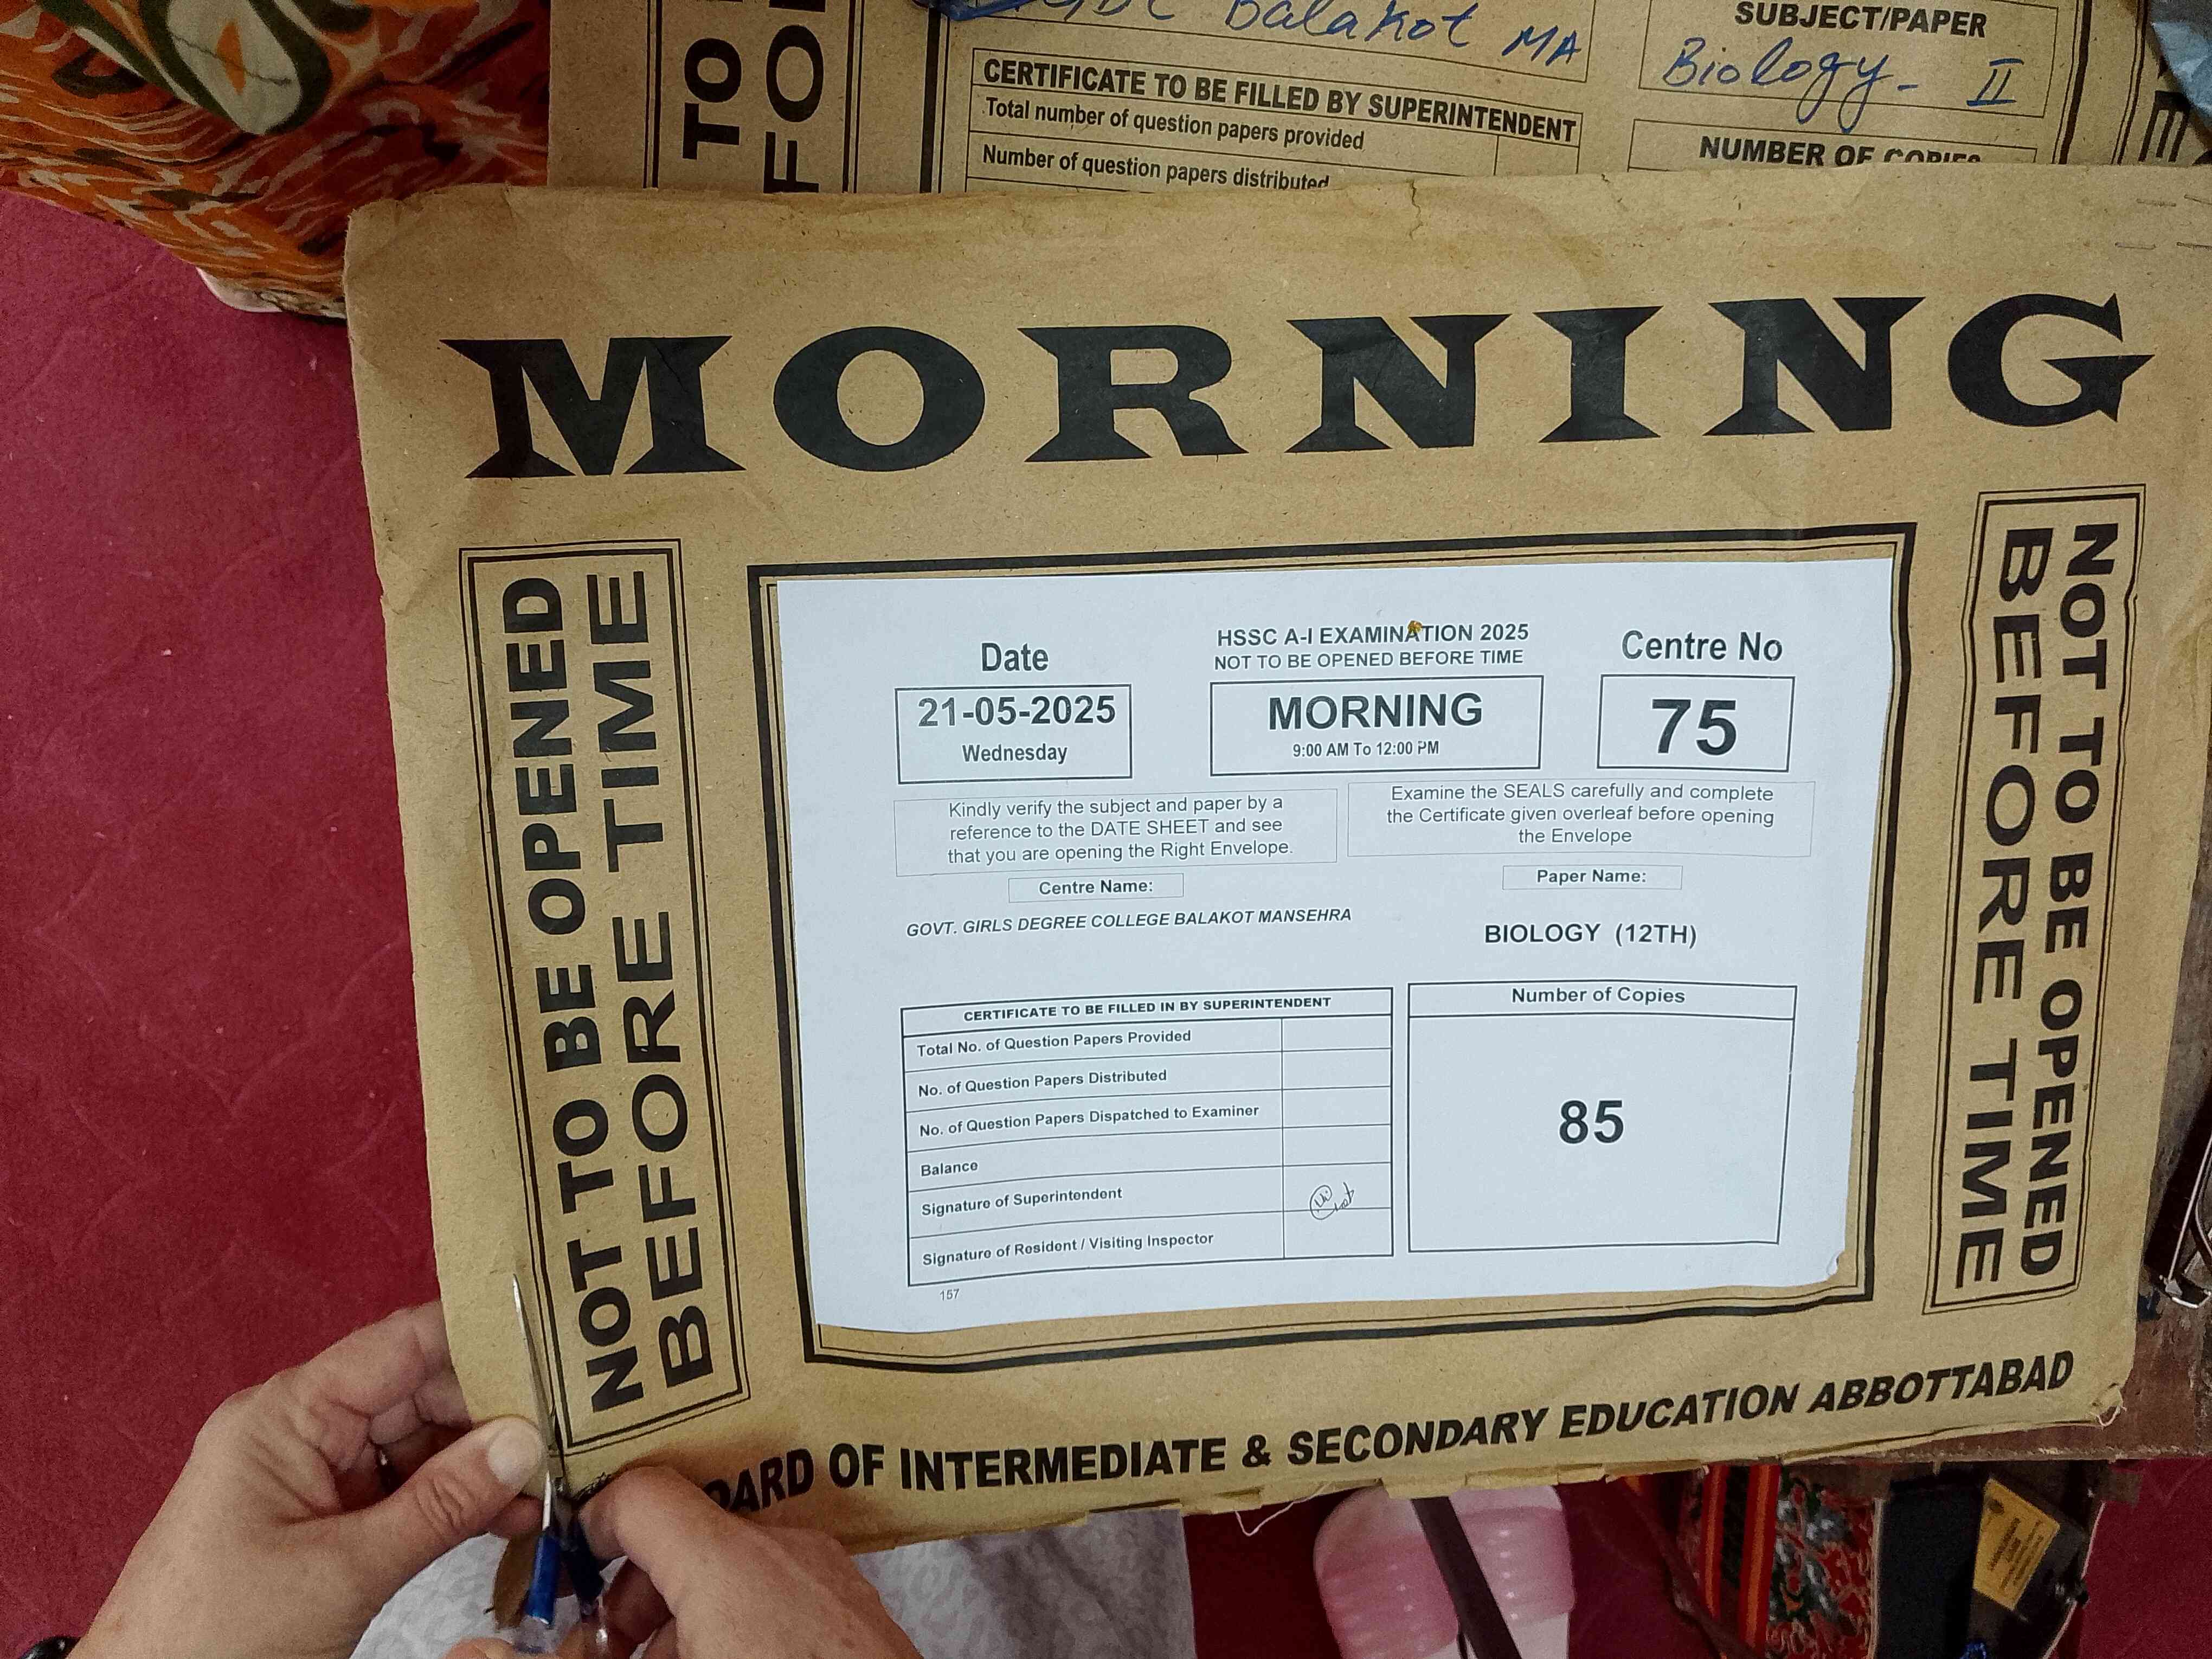 GDC Balakot MA
SUBJECT/PAPER
Biology - II
CERTIFICATE TO BE FILLED BY SUPERINTENDENT
Total number of question papers provided
Number of question papers distributed
NUMBER OF COPIES
TO
FOR
MORNING
NOT TO BE OPENED
BEFORE TIME
NOT TO BE OPENED
BEFORE TIME
Date
21-05-2025
Wednesday
HSSC A-I EXAMINATION 2025
NOT TO BE OPENED BEFORE TIME
MORNING
9:00 AM To 12:00 PM
Centre No
75
Kindly verify the subject and paper by a
reference to the DATE SHEET and see
that you are opening the Right Envelope.
Examine the SEALS carefully and complete
the Certificate given overleaf before opening
the Envelope
Centre Name:
GOVT. GIRLS DEGREE COLLEGE BALAKOT MANSEHRA
Paper Name:
BIOLOGY (12TH)
CERTIFICATE TO BE FILLED IN BY SUPERINTENDENT
Total No. of Question Papers Provided
No. of Question Papers Distributed
No. of Question Papers Dispatched to Examiner
Balance
Signature of Superintendent
Signature of Resident / Visiting Inspector
Number of Copies
85
157
OARD OF INTERMEDIATE & SECONDARY EDUCATION ABBOTTABAD